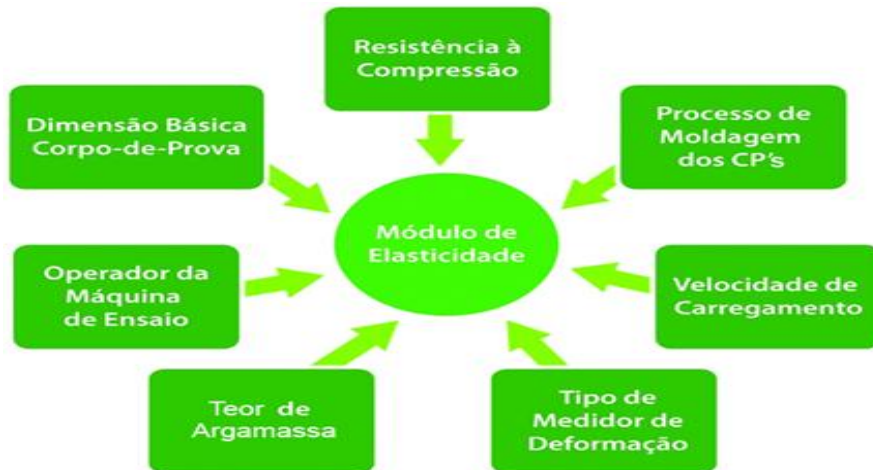 Resistência à
Compressão
Dimensão Básica
Corpo-de-Prova
Processo de
Moldagem
dos CP's
Módulo de
Elasticidade
Operador da
Máquina
de Ensaio
Velocidade de
Carregamento
Teor de
Argamassa
Tipo de
Medidor de
Deformação